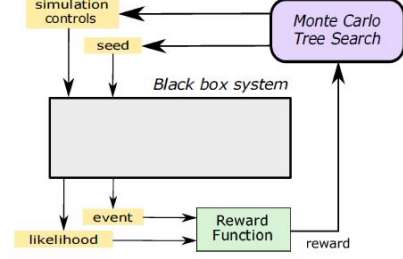 simulation
controls
Monte Carlo
Tree Search
seed
Black box system
event
Reward
Function
likelihood
reward